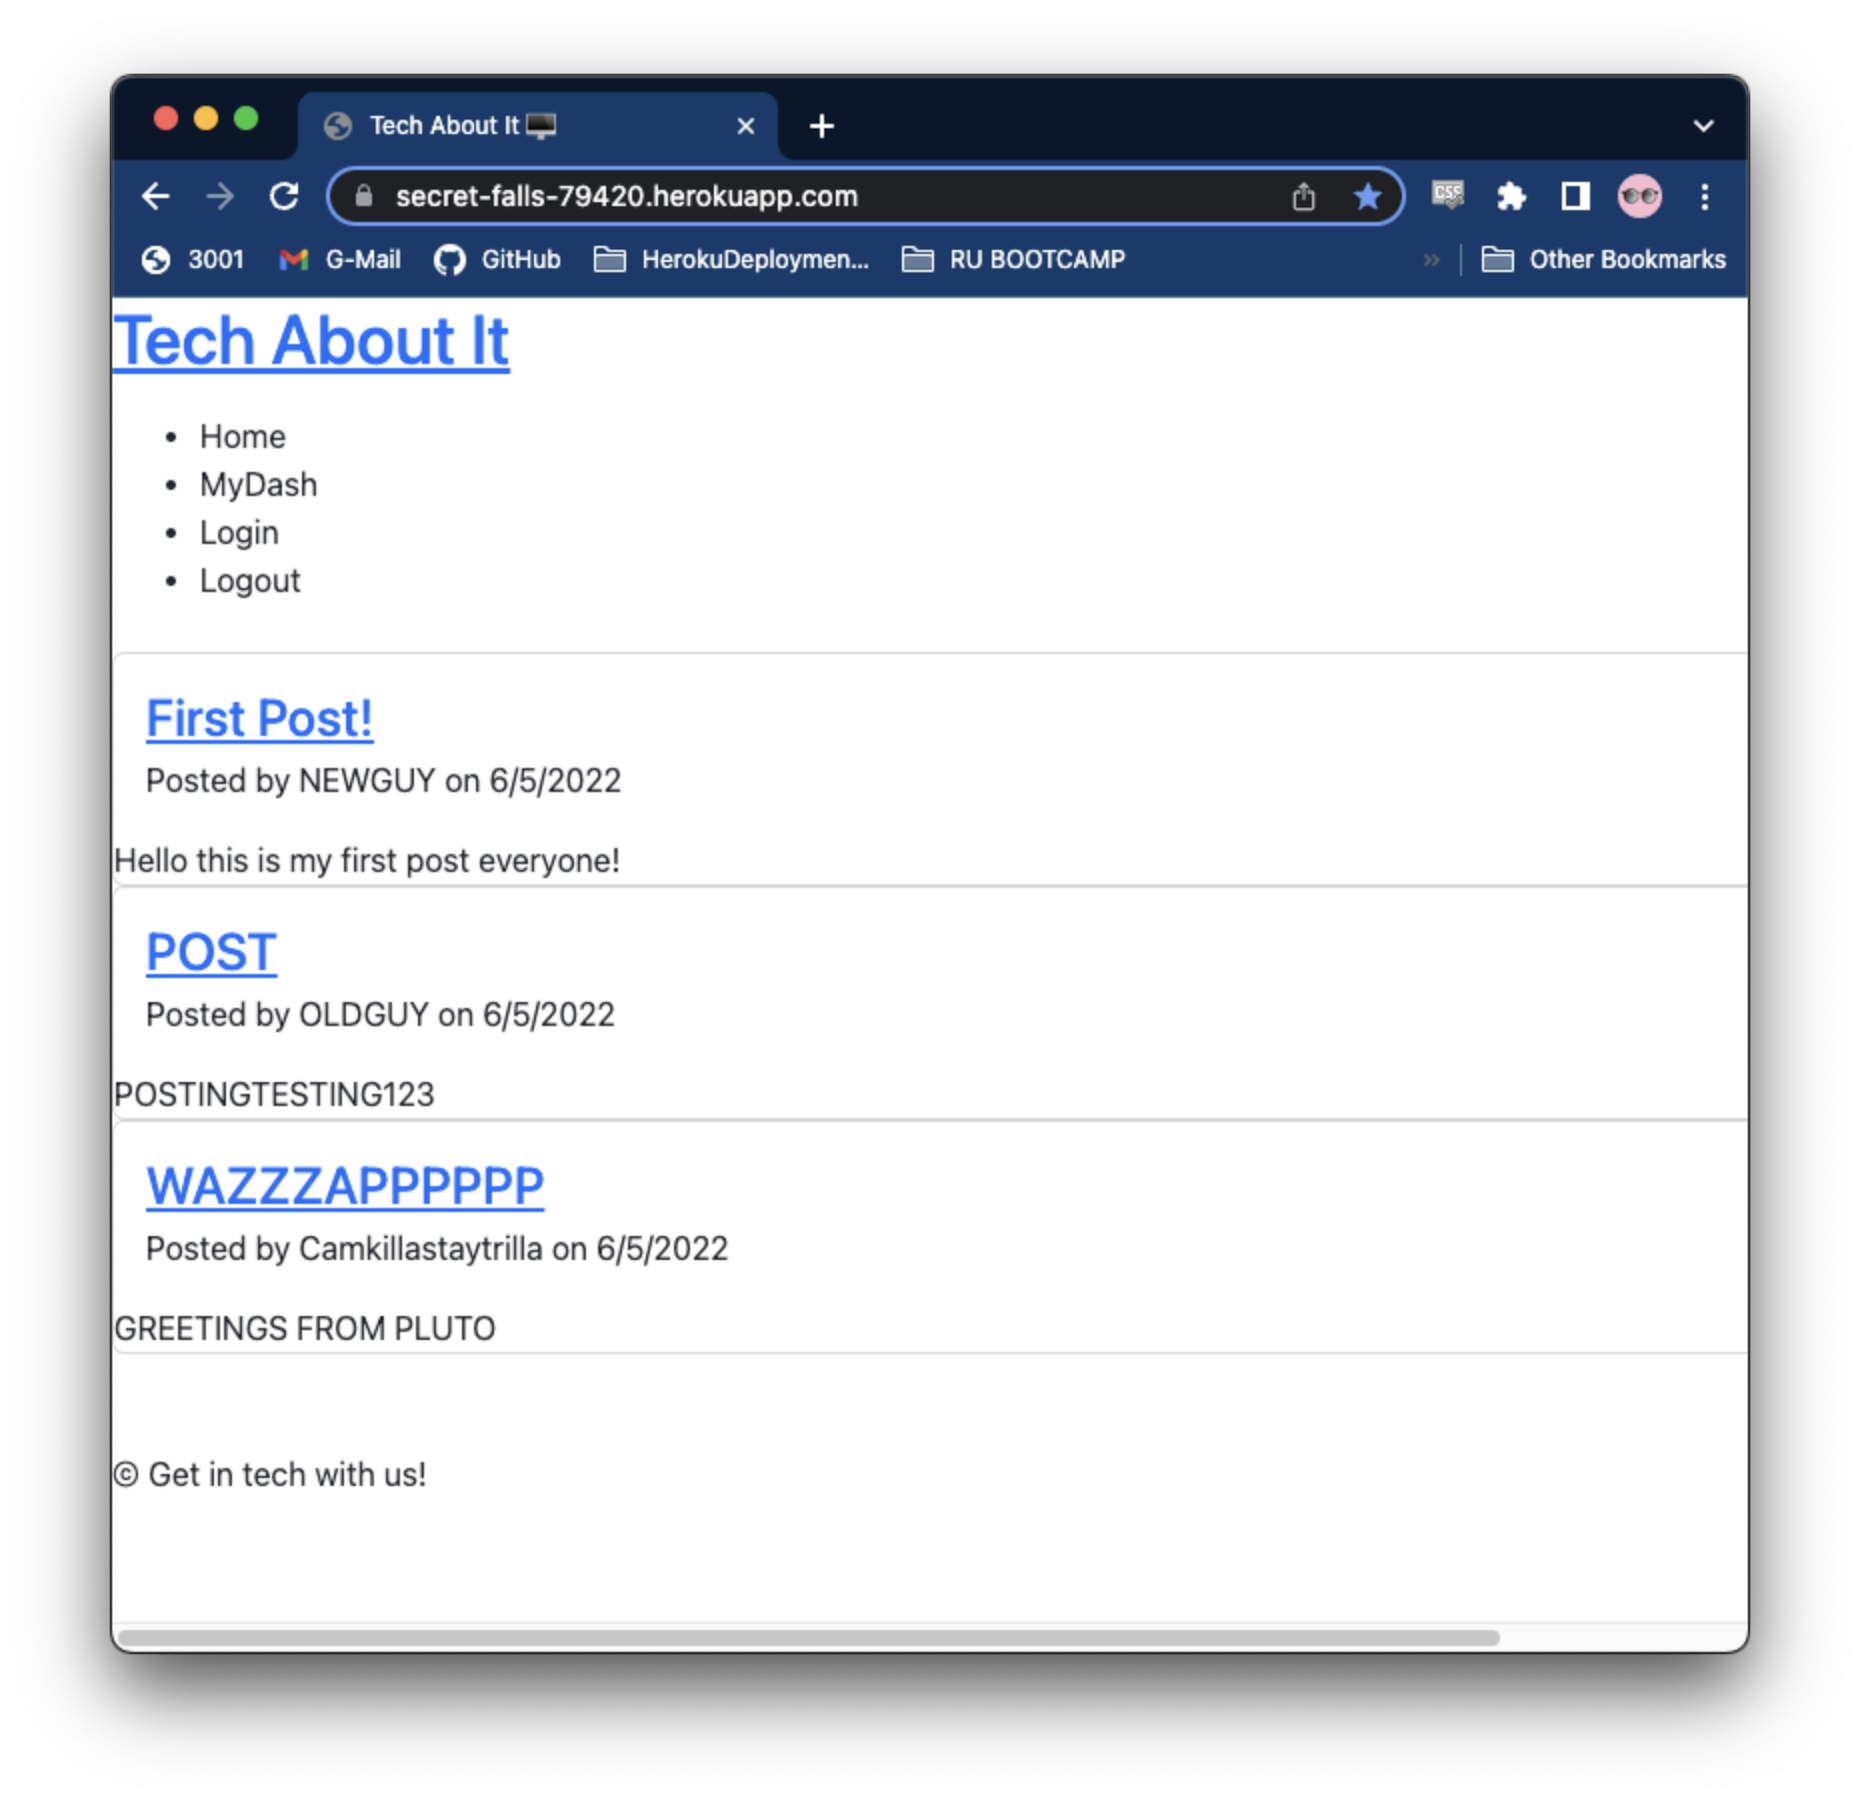 Tech About It
secret-falls-79420.herokuapp.com
CSS
3001 G-Mail GitHub HerokuDeploymen... RU BOOTCAMP » Other Bookmarks
Tech About It
• Home
• MyDash
• Login
• Logout
First Post!
Posted by NEWGUY on 6/5/2022
Hello this is my first post everyone!
POST
Posted by OLDGUY on 6/5/2022
POSTINGTESTING123
WAZZZAPPPPPP
Posted by Camkillastaytrilla on 6/5/2022
GREETINGS FROM PLUTO
© Get in tech with us!